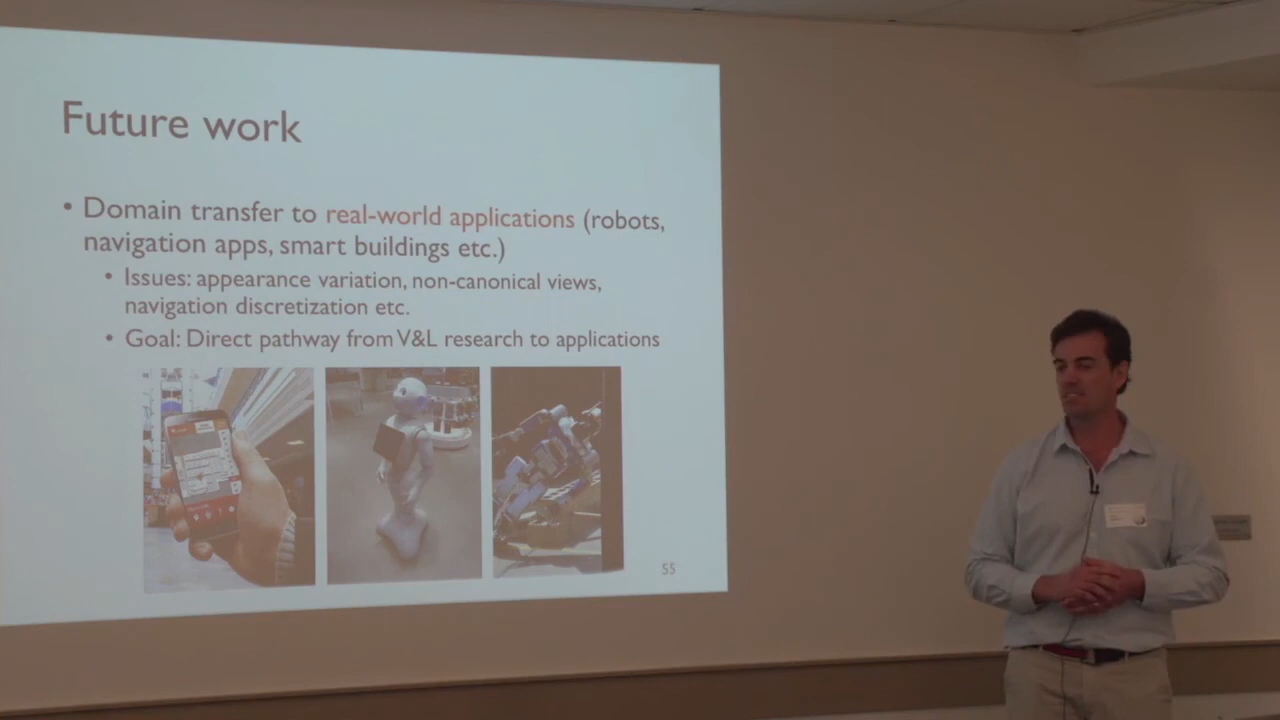 Future work
• Domain transfer to real-world applications (robots,
navigation apps, smart buildings etc.)
• Issues: appearance variation, non-canonical views,
navigation discretization etc.
• Goal: Direct pathway from V&L research to applications
55